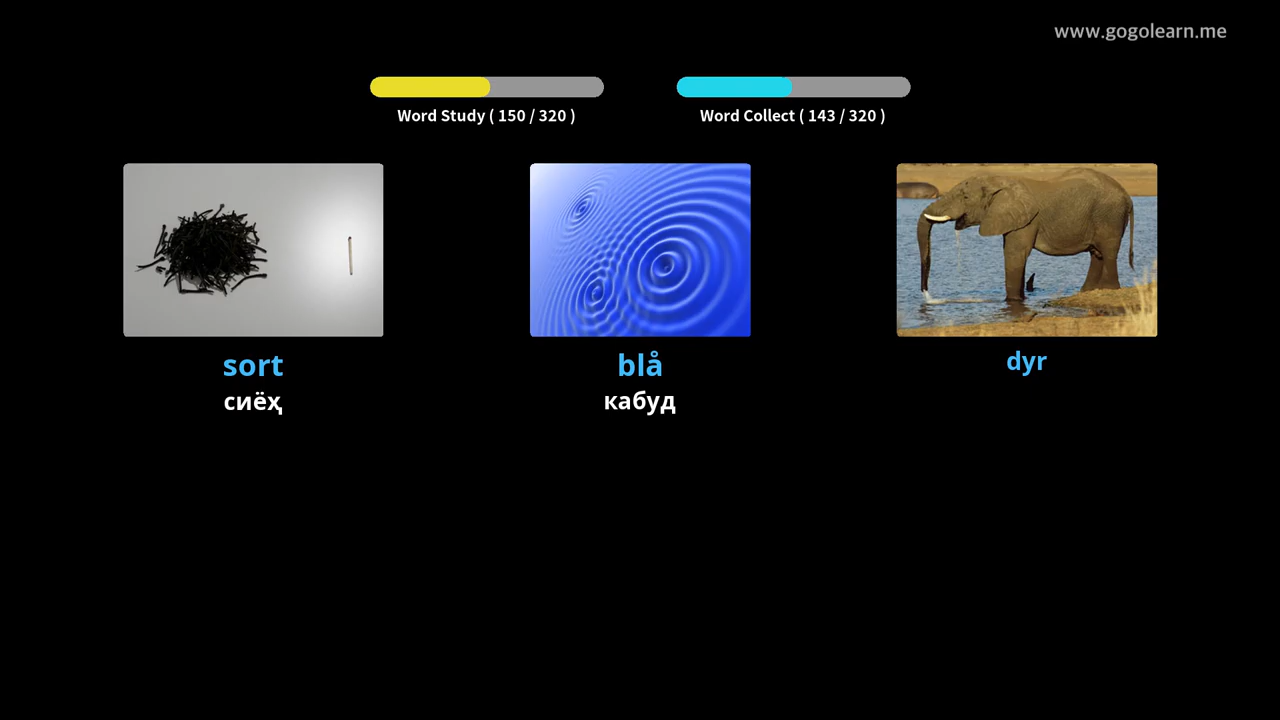 www.gogolearn.me
Word Study ( 150 / 320 )
Word Collect ( 143 / 320 )
sort
blå
dyr
сиёҳ
кабуд